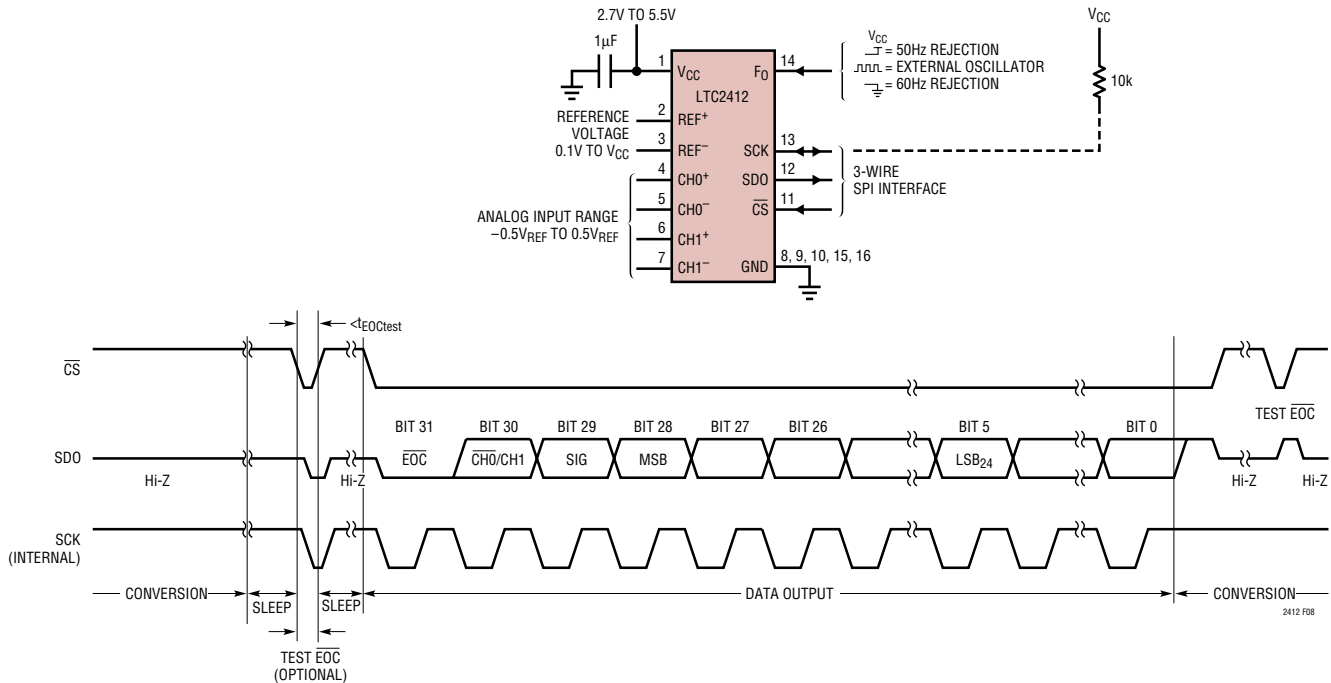 2.7V TO 5.5V
1µF
1
VCC
LTC2412
FO
14
VCC
= 50Hz REJECTION
= EXTERNAL OSCILLATOR
= 60Hz REJECTION
VCC
10k
REFERENCE
VOLTAGE
0.1V TO VCC
2
REF+
3
REF–
SCK
13
SDO
12
CS
11
3-WIRE
SPI INTERFACE
ANALOG INPUT RANGE
–0.5VREF TO 0.5VREF
4
CH0+
5
CH0–
6
CH1+
7
CH1–
GND
8, 9, 10, 15, 16
<tEOCtest
CS
TEST EOC
BIT 31
BIT 30
BIT 29
BIT 28
BIT 27
BIT 26
BIT 5
BIT 0
SDO
EOC
CH0/CH1
SIG
MSB
LSB24
Hi-Z
Hi-Z
Hi-Z
Hi-Z
SCK
(INTERNAL)
CONVERSION
SLEEP
SLEEP
DATA OUTPUT
CONVERSION
2412 F08
TEST EOC
(OPTIONAL)